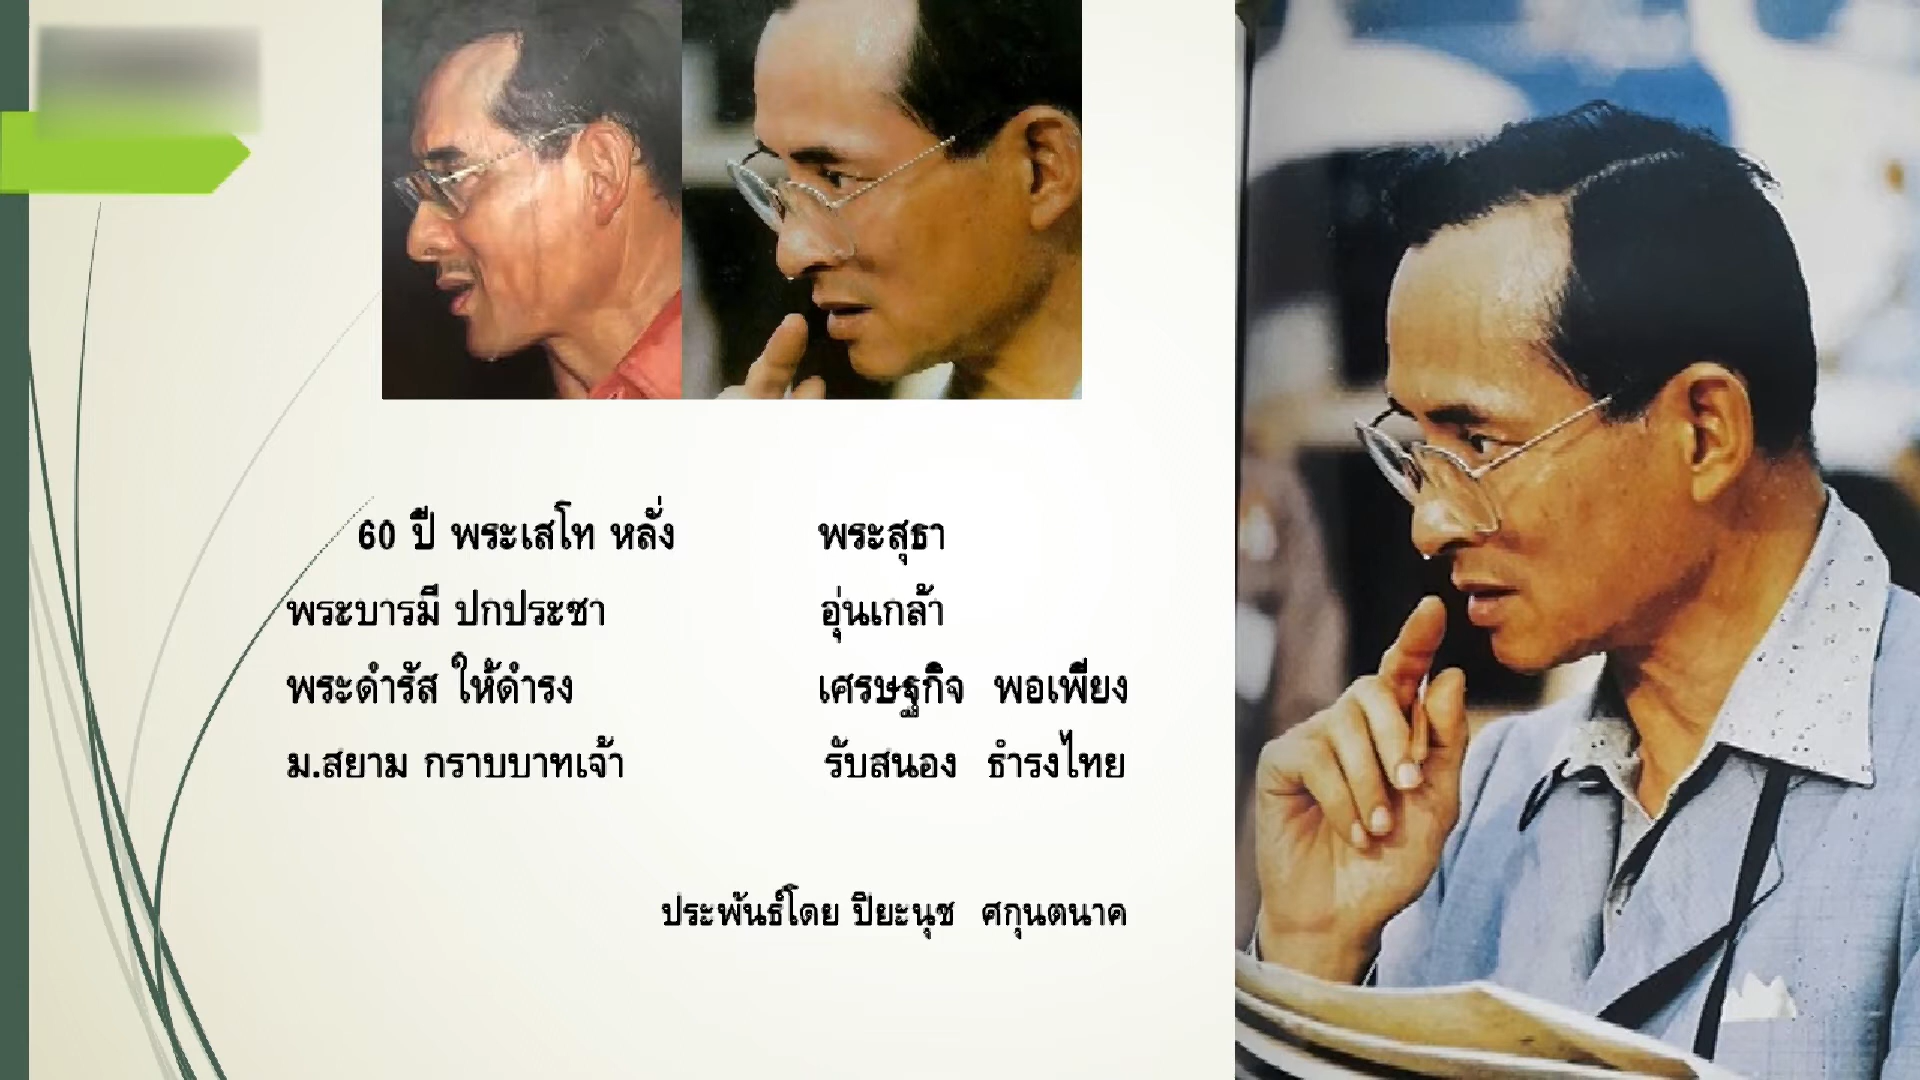 60 ปี พระเสโท หลั่ง พระสุธา
พระบารมี ปกประชา อุ่นเกล้า
พระดำรัส ให้ดำรง เศรษฐกิจ พอเพียง
ม.สยาม กราบบาทเจ้า รับสนอง ธำรงไทย
ประพันธ์โดย ปิยะนุช ศกุนตนาค